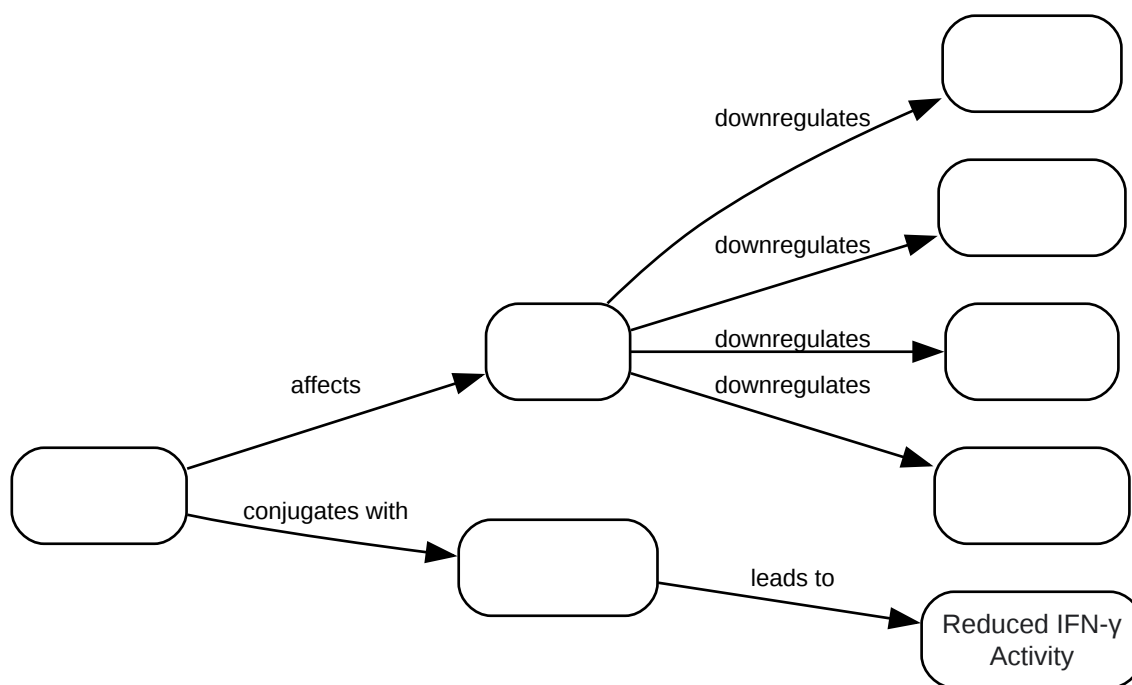 downregulates
downregulates
downregulates
downregulates
affects
conjugates with
leads to
Reduced IFN-γ
Activity